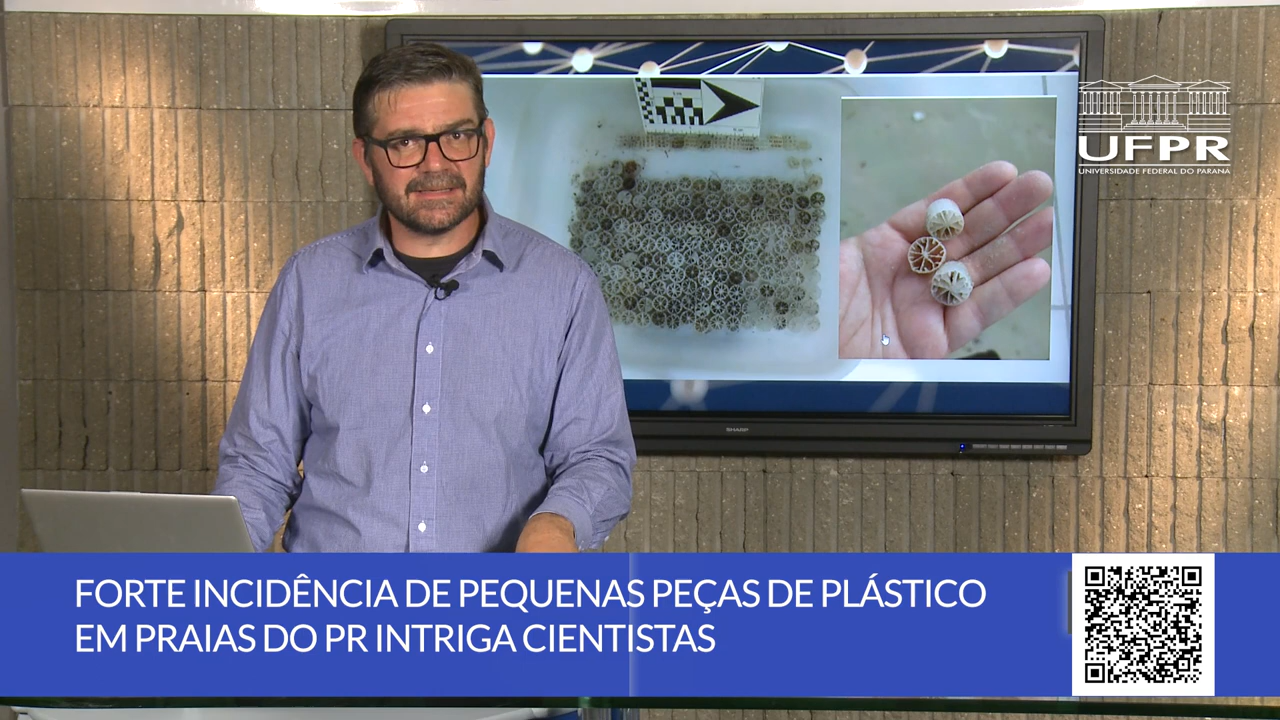 UFPR
UNIVERSIDADE FEDERAL DO PARANÁ
SHARP
FORTE INCIDÊNCIA DE PEQUENAS PEÇAS DE PLÁSTICO
EM PRAIAS DO PR INTRIGA CIENTISTAS